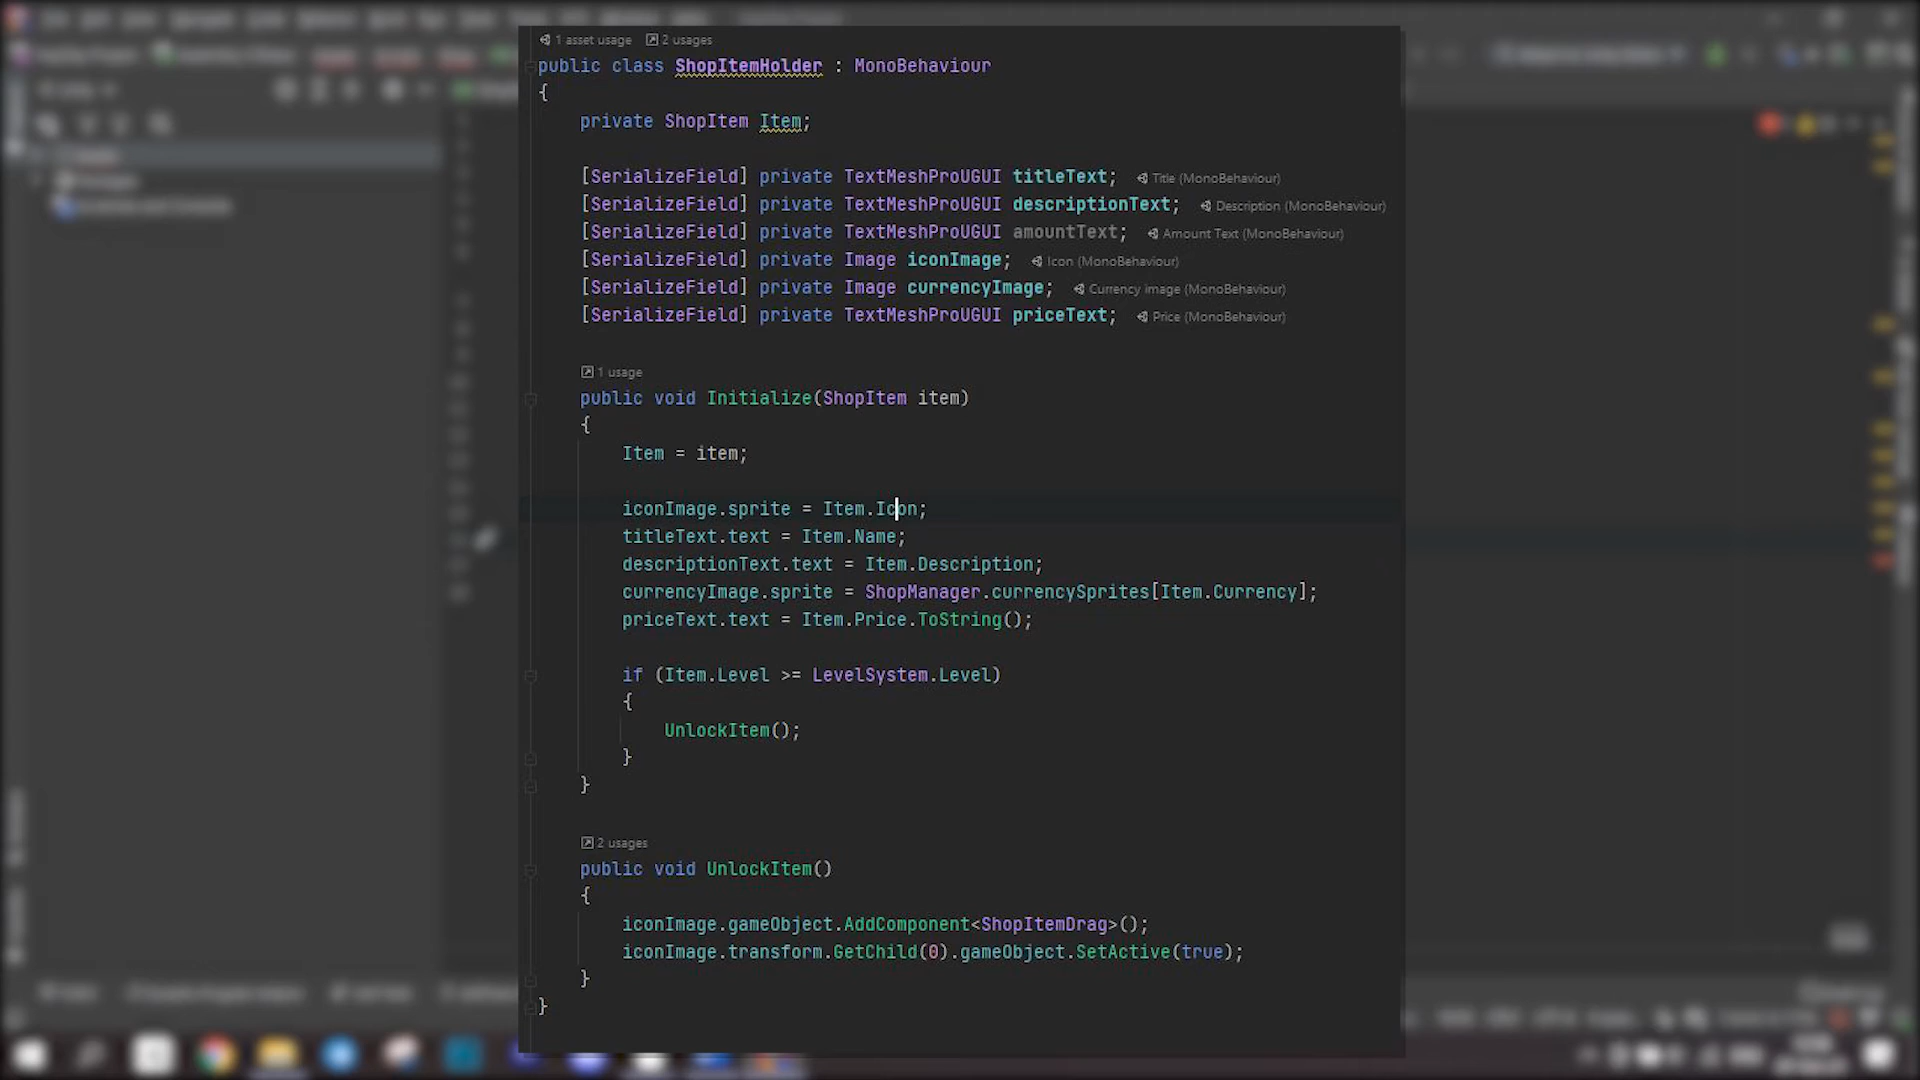 1 asset usage 2 usages
public class ShopItemHolder : MonoBehaviour
{
private ShopItem Item;
[SerializeField] private TextMeshProUGUI titleText; Title (MonoBehaviour)
[SerializeField] private TextMeshProUGUI descriptionText; Description (MonoBehaviour)
[SerializeField] private TextMeshProUGUI amountText; Amount Text (MonoBehaviour)
[SerializeField] private Image iconImage; Icon (MonoBehaviour)
[SerializeField] private Image currencyImage; Currency image (MonoBehaviour)
[SerializeField] private TextMeshProUGUI priceText; Price (MonoBehaviour)
1 usage
public void Initialize(ShopItem item)
{
Item = item;
iconImage.sprite = Item.Icon;
titleText.text = Item.Name;
descriptionText.text = Item.Description;
currencyImage.sprite = ShopManager.currencySprites[Item.Currency];
priceText.text = Item.Price.ToString();
if (Item.Level >= LevelSystem.Level)
{
UnlockItem();
}
}
2 usages
public void UnlockItem()
{
iconImage.gameObject.AddComponent<ShopItemDrag>();
iconImage.transform.GetChild(0).gameObject.SetActive(true);
}
}